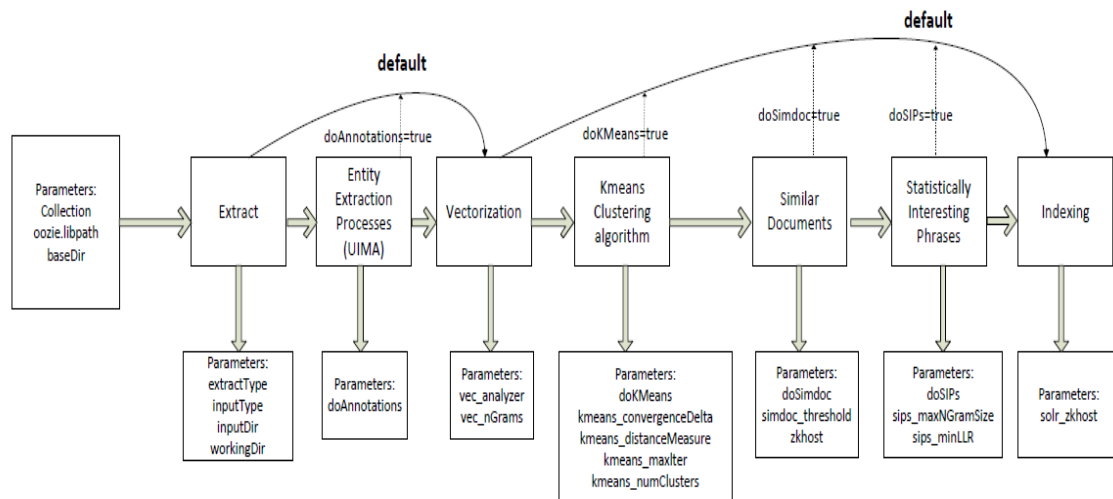 default
default
doAnnotations=true
doKMeans=true
doSimdoc=true
doSIPs=true
Parameters:
Collection
oozie.libpath
baseDir
Extract
Entity
Extraction
Processes
(UIMA)
Vectorization
Kmeans
Clustering
algorithm
Similar
Documents
Statistically
Interesting
Phrases
Indexing
Parameters:
extractType
inputType
inputDir
workingDir
Parameters:
doAnnotations
Parameters:
vec_analyzer
vec_nGrams
Parameters:
doKMeans
kmeans_convergenceDelta
kmeans_distanceMeasure
kmeans_maxIter
kmeans_numClusters
Parameters:
doSimdoc
simdoc_threshold
zkhost
Parameters:
doSIPs
sips_maxNGramSize
sips_minLLR
Parameters:
solr_zkhost